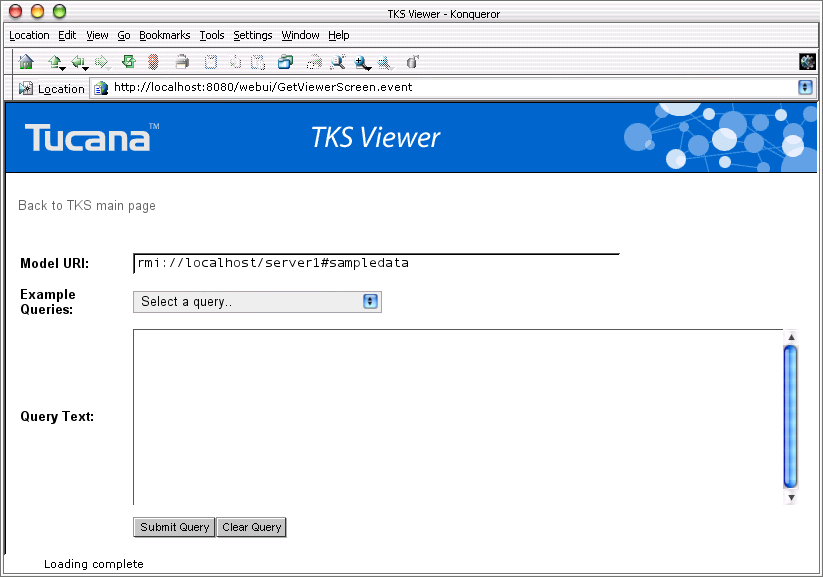 TKS Viewer - Konqueror
Location Edit View Go Bookmarks Tools Settings Window Help
Location http://localhost:8080/webui/GetViewerScreen.event
Tucana™ TKS Viewer
Back to TKS main page
Model URI: rmi://localhost/server1#sampledata
Example
Queries:
Select a query..
Query Text:
Submit Query Clear Query
Loading complete